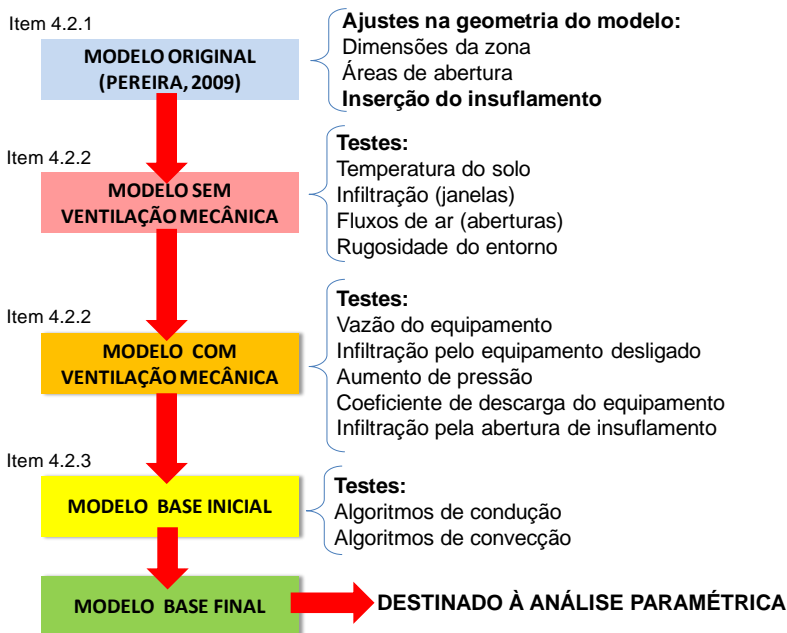 Item 4.2.1
MODELO ORIGINAL
(PEREIRA, 2009)
Ajustes na geometria do modelo:
Dimensões da zona
Áreas de abertura
Inserção do insuflamento
Item 4.2.2
MODELO SEM
VENTILAÇÃO MECÂNICA
Testes:
Temperatura do solo
Infiltração (janelas)
Fluxos de ar (aberturas)
Rugosidade do entorno
Item 4.2.2
MODELO COM
VENTILAÇÃO MECÂNICA
Testes:
Vazão do equipamento
Infiltração pelo equipamento desligado
Aumento de pressão
Coeficiente de descarga do equipamento
Infiltração pela abertura de insuflamento
Item 4.2.3
MODELO BASE INICIAL
Testes:
Algoritmos de condução
Algoritmos de convecção
MODELO BASE FINAL
DESTINADO À ANÁLISE PARAMÉTRICA